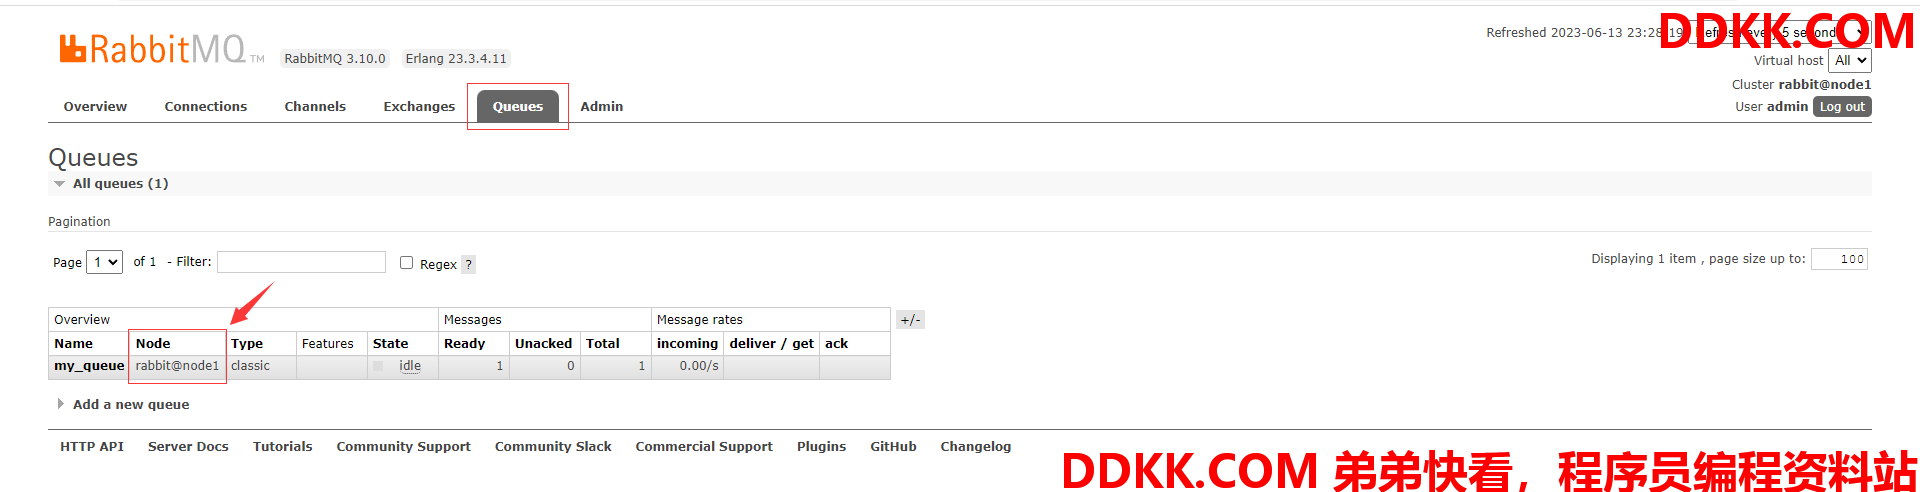 RabbitMQ TM RabbitMQ 3.10.0 Erlang 23.3.4.11
Refreshed 2023-06-13 23:28:19 Refresh every 5 seconds
DDKK.COM
Virtual host All
Cluster rabbit@node1
User admin Log out
Overview Connections Channels Exchanges Queues Admin
Queues
All queues (1)
Pagination
Page 1 of 1 - Filter: Regex ?
Displaying 1 item , page size up to: 100
Overview Messages Message rates +/-
Name Node Type Features State Ready Unacked Total incoming deliver / get ack
my_queue rabbit@node1 classic idle 1 0 1 0.00/s
Add a new queue
HTTP API Server Docs Tutorials Community Support Community Slack Commercial Support Plugins GitHub Changelog
DDKK.COM 弟弟快看，程序员编程资料站